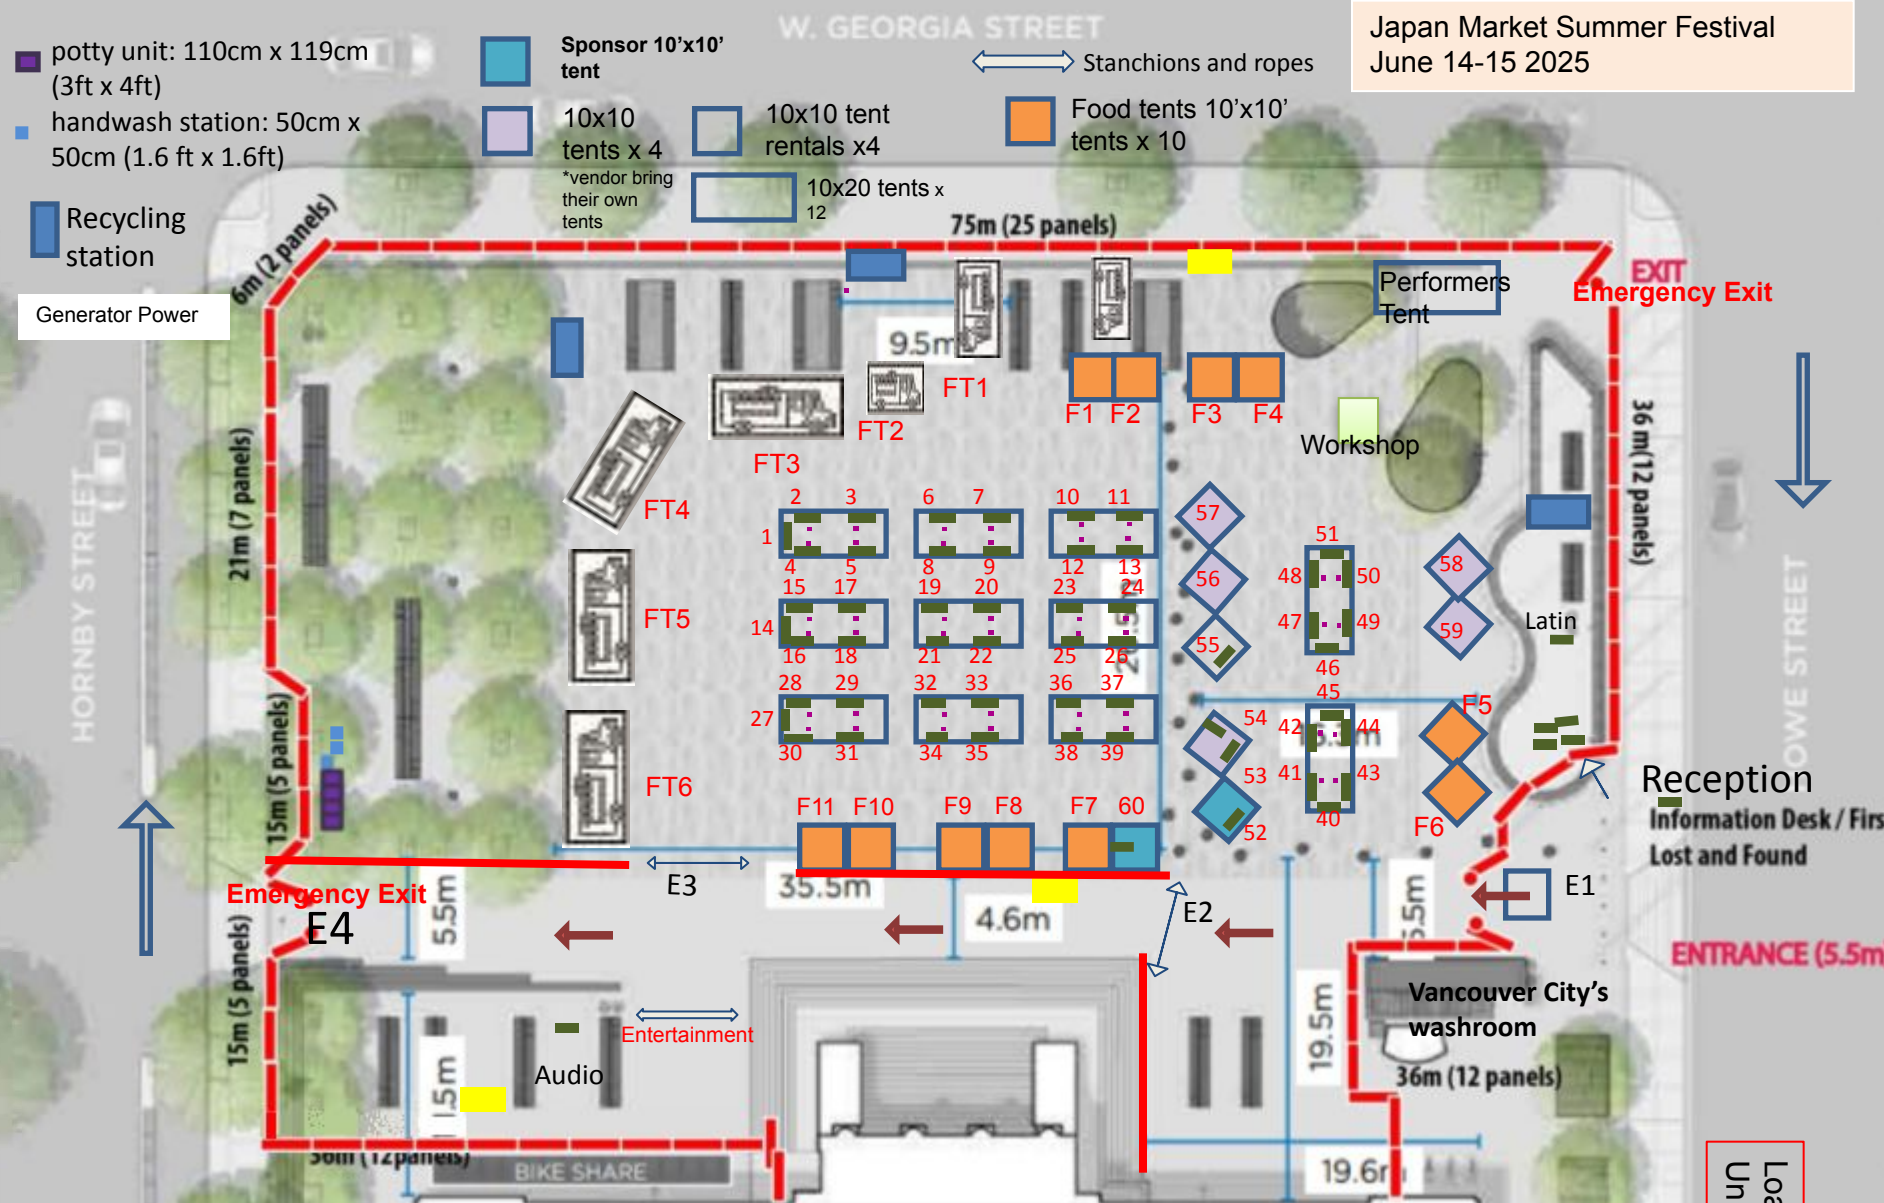 W. GEORGIA STREET
Japan Market Summer Festival
June 14-15 2025
potty unit: 110cm x 119cm
(3ft x 4ft)
handwash station: 50cm x
50cm (1.6 ft x 1.6ft)
Recycling
station
Generator Power
Sponsor 10’x10’
tent
10x10
tents x 4
*vendor bring
their own
tents
10x10 tent
rentals x4
10x20 tents x
12
Stanchions and ropes
Food tents 10’x10’
tents x 10
75m (25 panels)
6m (2 panels)
EXIT
Emergency Exit
Performers
Tent
9.5m
FT1
FT2
FT3
FT4
FT5
FT6
F1 F2 F3 F4
Workshop
36 m(12 panels)
21m (7 panels)
HORNBY STREET
OWE STREET
2 3 6 7 10 11
1
4 5 8 9 12 13
15 17 19 20 23 24
14
16 18 21 22 25 26
28 29 32 33 36 37
27
30 31 34 35 38 39
57
56
55
54
53
52
51
48 50
47 49
46
45
42 44
41 43
40
58
59
Latin
F5
F6
F11 F10 F9 F8 F7 60
15m (5 panels)
Reception
Information Desk / Firs
Lost and Found
Emergency Exit
E4
E3
35.5m
4.6m
E2
E1
5.5m
5.5m
ENTRANCE (5.5m
15m (5 panels)
Entertainment
Audio
19.5m
Vancouver City’s
washroom
36m (12 panels)
36m (12panels)
BIKE SHARE
19.6m
Loa
Un